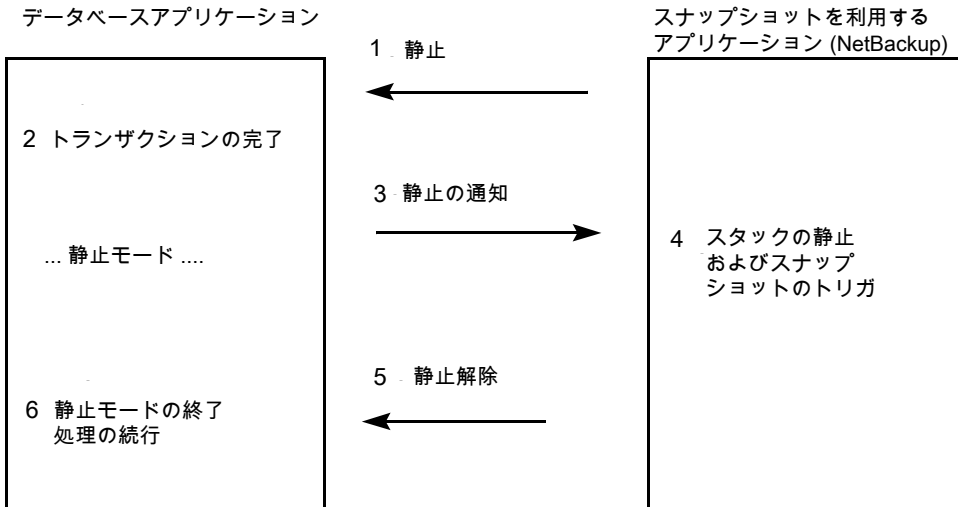 データベースアプリケーション
スナップショットを利用する
アプリケーション (NetBackup)
1 静止
2 トランザクションの完了
3 静止の通知
... 静止モード ....
4 スタックの静止
およびスナップ
ショットのトリガ
5 静止解除
6 静止モードの終了
処理の続行